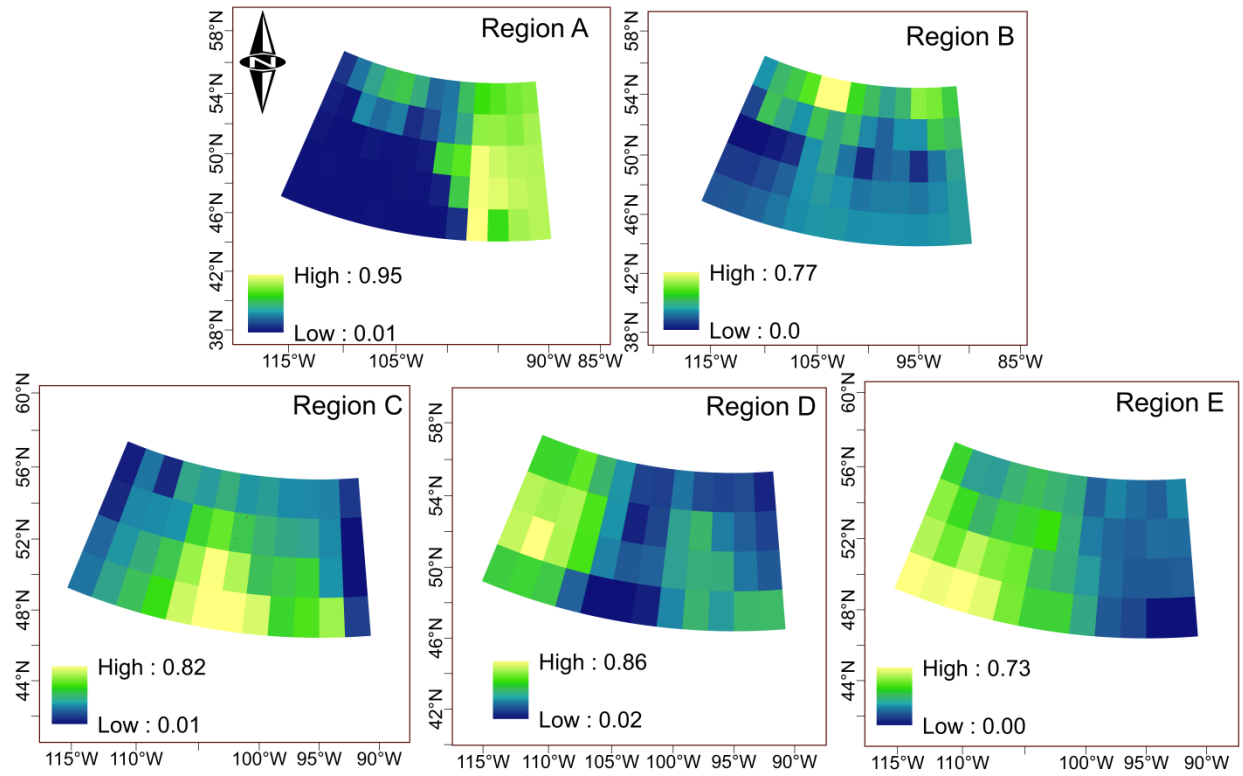 Region A
58°N
54°N
50°N
46°N
42°N
38°N
N
High : 0.95
Low : 0.01
115°W 105°W 90°W 85°W
Region B
58°N
54°N
50°N
46°N
42°N
38°N
High : 0.77
Low : 0.0
115°W 105°W 95°W 85°W
Region C
60°N
56°N
52°N
48°N
44°N
High : 0.82
Low : 0.01
115°W 110°W 100°W 95°W 90°W
Region D
58°N
54°N
50°N
46°N
42°N
High : 0.86
Low : 0.02
115°W 110°W 105°W 100°W 95°W 90°W
Region E
60°N
56°N
52°N
48°N
44°N
High : 0.73
Low : 0.00
115°W 110°W 100°W 95°W 90°W